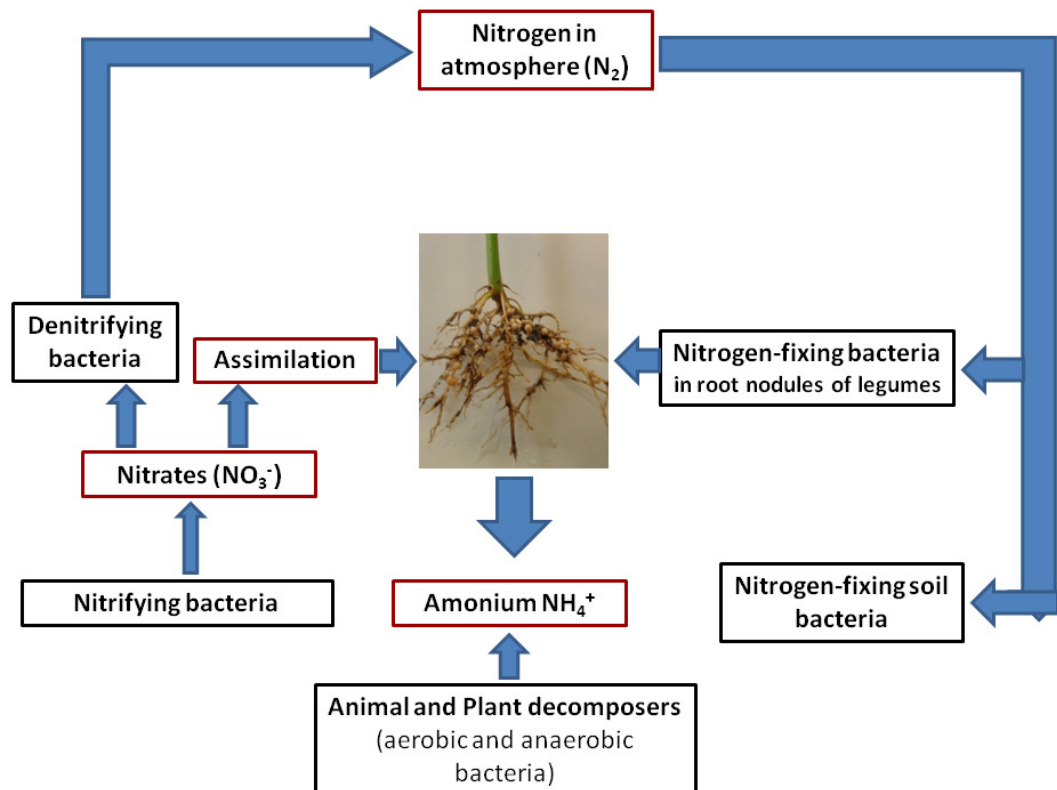 Nitrogen in
atmosphere (N₂)
Denitrifying
bacteria
Assimilation
Nitrogen-fixing bacteria
in root nodules of legumes
Nitrates (NO₃⁻)
Nitrifying bacteria
Amonium NH₄⁺
Nitrogen-fixing soil
bacteria
Animal and Plant decomposers
(aerobic and anaerobic
bacteria)